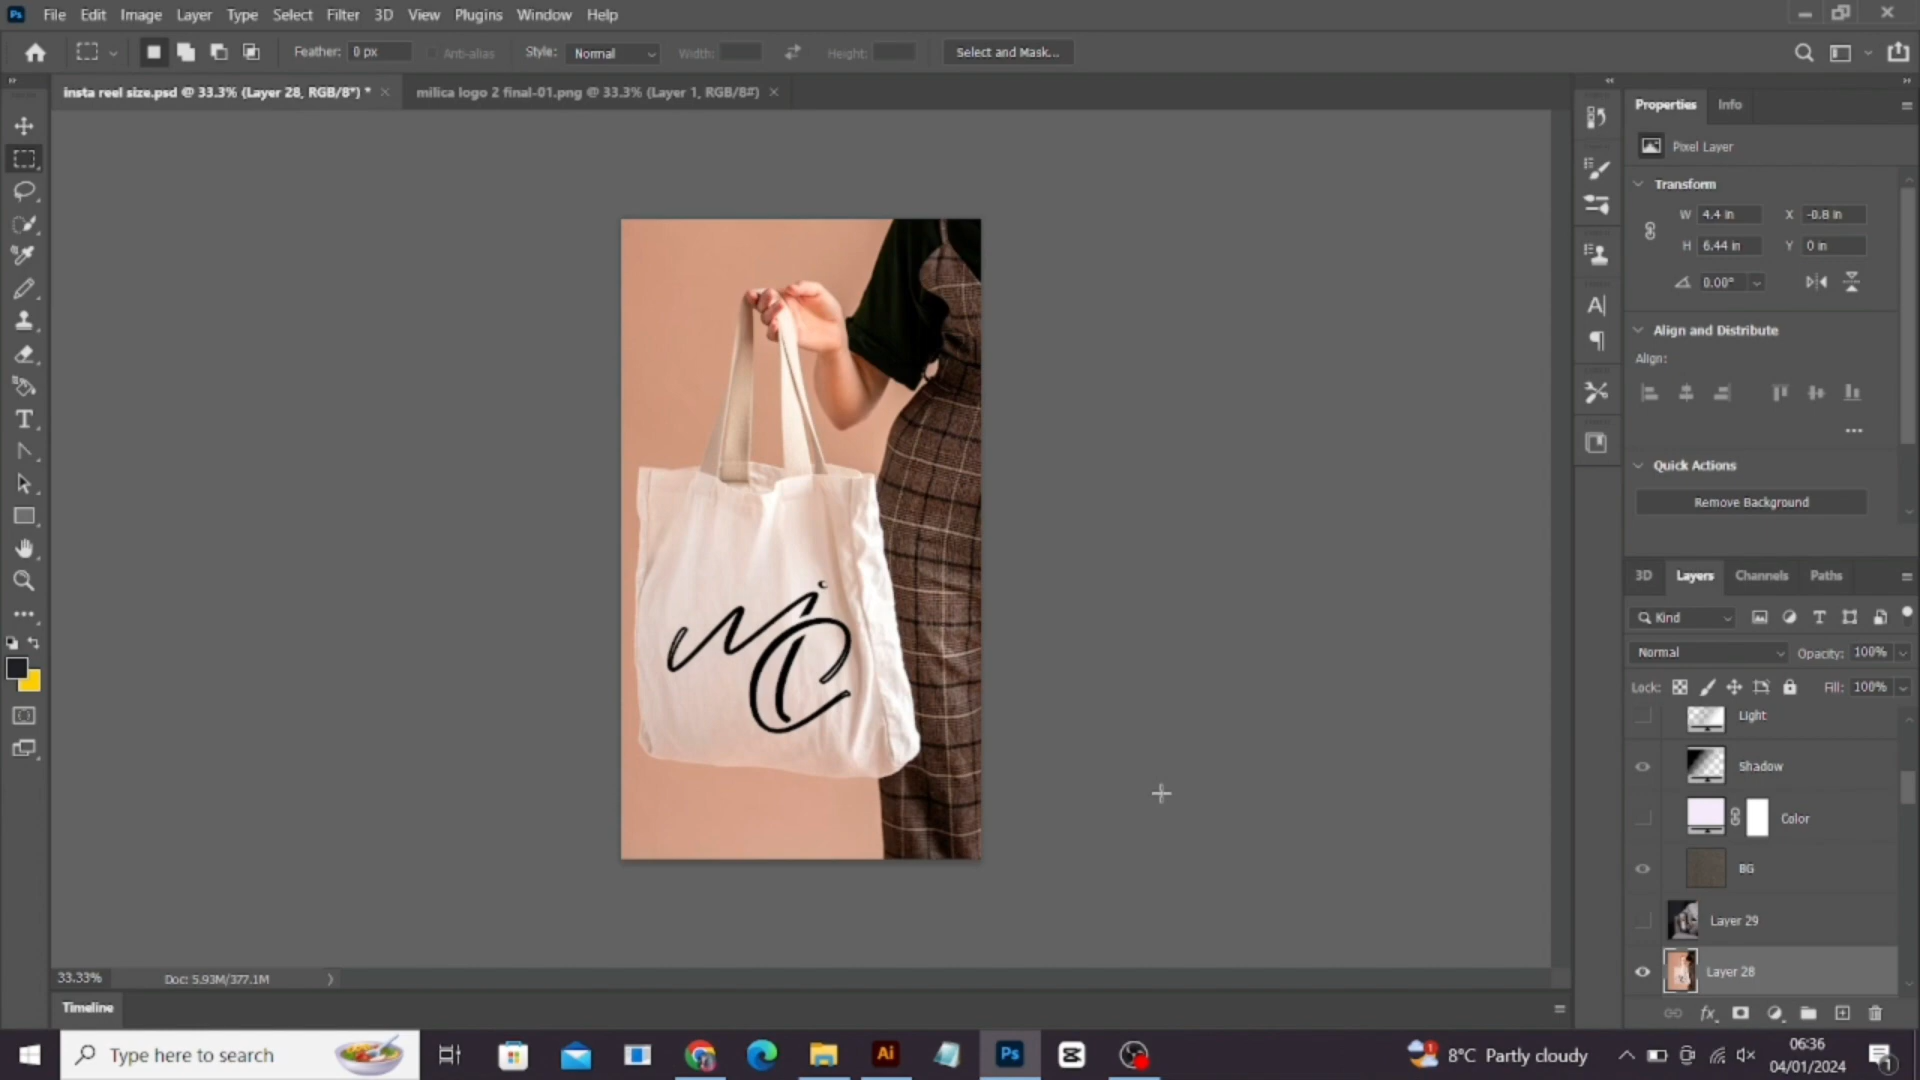 Ps File Edit Image Layer Type Select Filter 3D View Plugins Window Help
Feather: 0 px Anti-alias Style: Normal Width: Height: Select and Mask...
insta reel size.psd @ 33.3% (Layer 28, RGB/8*) * × milica logo 2 final-01.png @ 33.3% (Layer 1, RGB/8#) ×
Properties Info
Pixel Layer
Transform
W 4.4 in X -0.8 in
H 6.44 in Y 0 in
0.00°
Align and Distribute
Align:
Quick Actions
Remove Background
3D Layers Channels Paths
Kind
Normal Opacity: 100%
Lock: Fill: 100%
Light
Shadow
Color
BG
Layer 29
Layer 28
33.33% Doc: 5.93M/377.1M
Timeline
Type here to search
Ai Ps
8°C Partly cloudy
06:36
04/01/2024
1